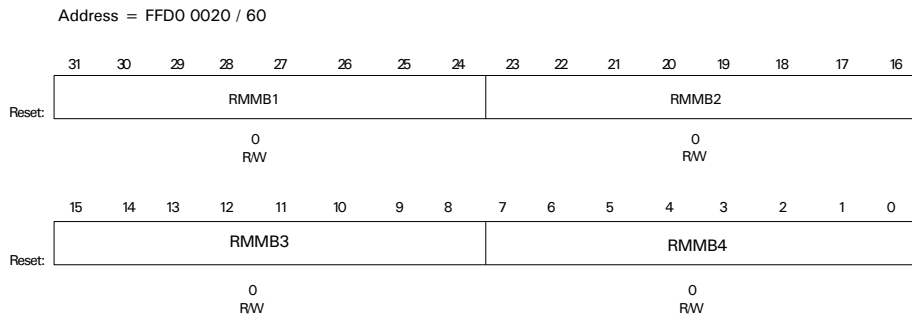 Address = FFD0 0020 / 60
31 30 29 28 27 26 25 24 23 22 21 20 19 18 17 16
Reset: RMMB1 RMMB2
0 0
R/W R/W
15 14 13 12 11 10 9 8 7 6 5 4 3 2 1 0
Reset: RMMB3 RMMB4
0 0
R/W R/W